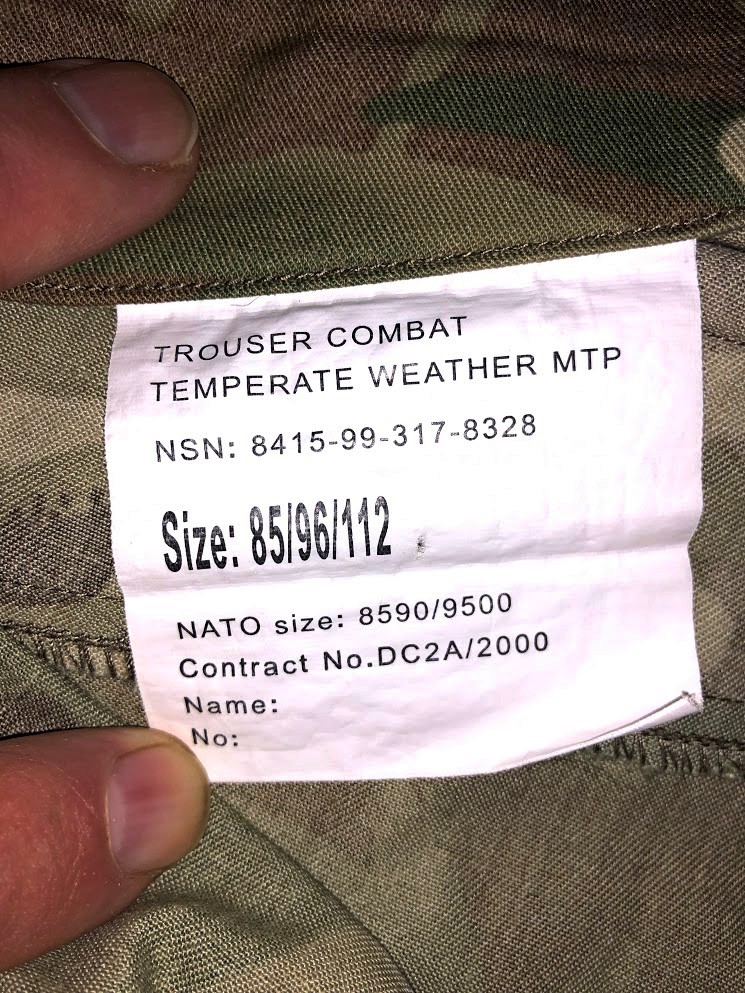 TROUSER COMBAT
TEMPERATE WEATHER MTP
NSN: 8415-99-317-8328
Size: 85/96/112
NATO size: 8590/9500
Contract No.DC2A/2000
Name:
No: